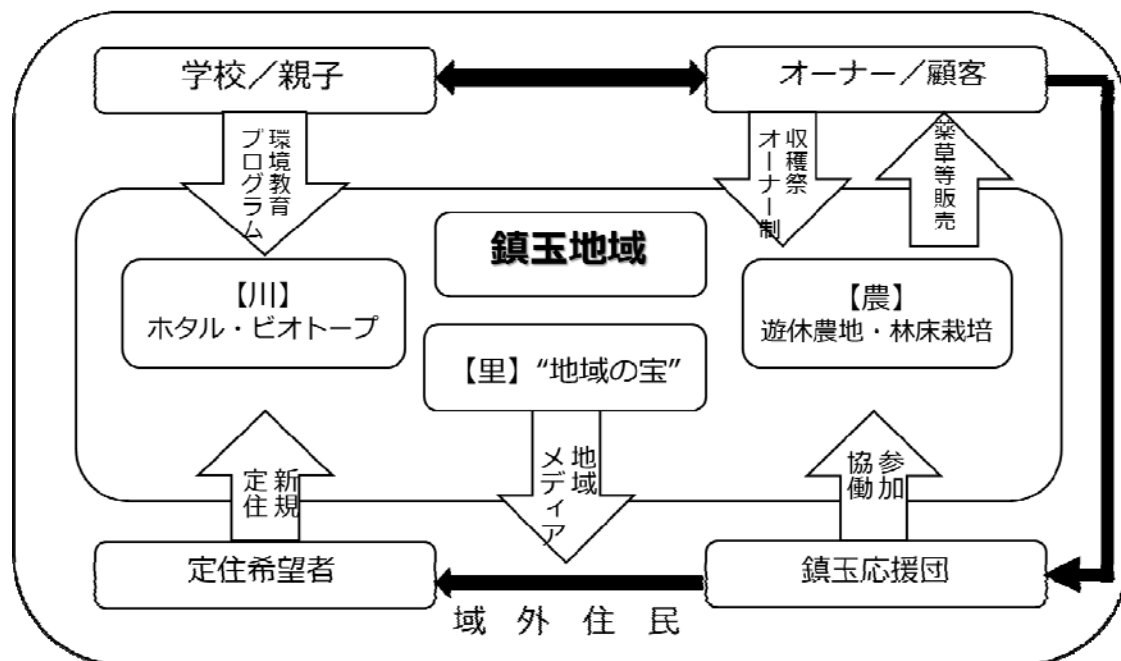 学校／親子
オーナー／顧客
環境教育
プログラム
収穫祭
オーナー制
薬草等販売
鎮玉地域
【川】
ホタル・ビオトープ
【農】
遊休農地・林床栽培
【里】“地域の宝”
新規
定住
地域
メディア
参加
協働
定住希望者
鎮玉応援団
域外住民